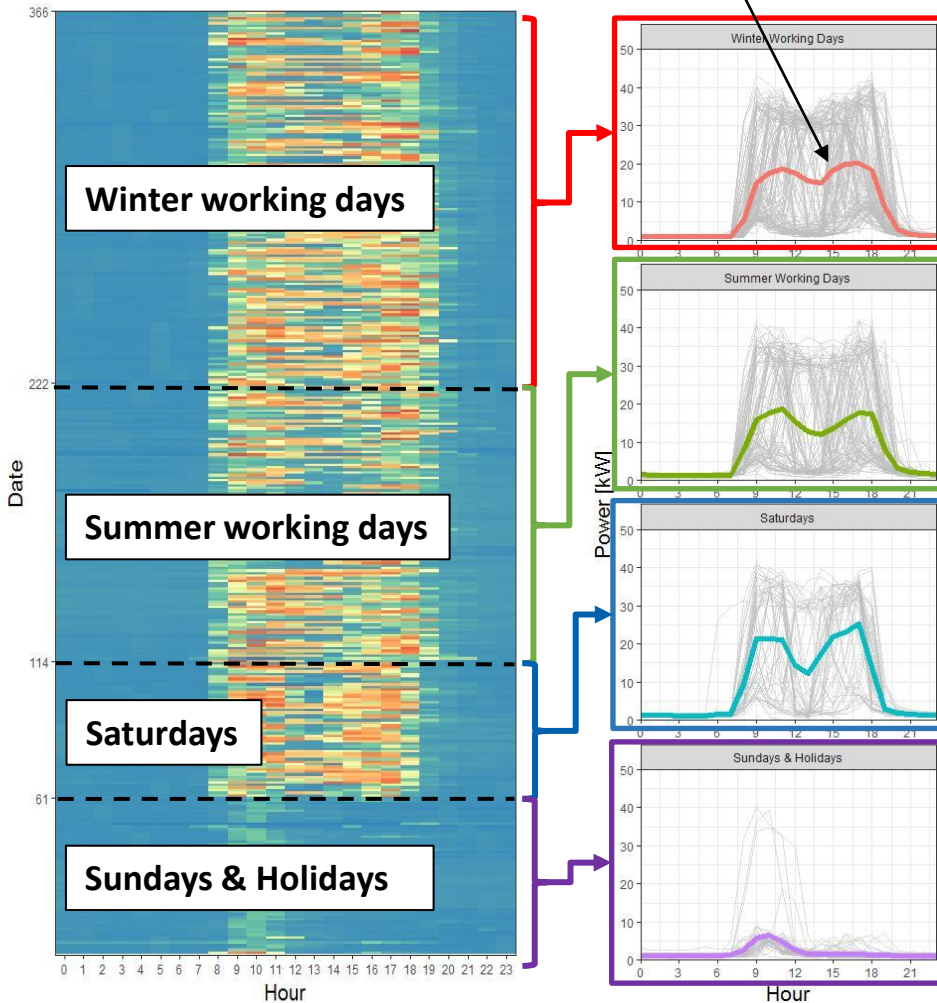 366
222
114
61
Date
Winter working days
Summer working days
Saturdays
Sundays & Holidays
0 1 2 3 4 5 6 7 8 9 10 11 12 13 14 15 16 17 18 19 20 21 22 23
Hour
Winter Working Days
50
40
30
20
10
0
0 3 6 9 12 15 18 21
Summer Working Days
50
40
30
20
10
0
0 3 6 9 12 15 18 21
Power [kW]
Saturdays
50
40
30
20
10
0
0 3 6 9 12 15 18 21
Sundays & Holidays
50
40
30
20
10
0
0 3 6 9 12 15 18 21
Hour